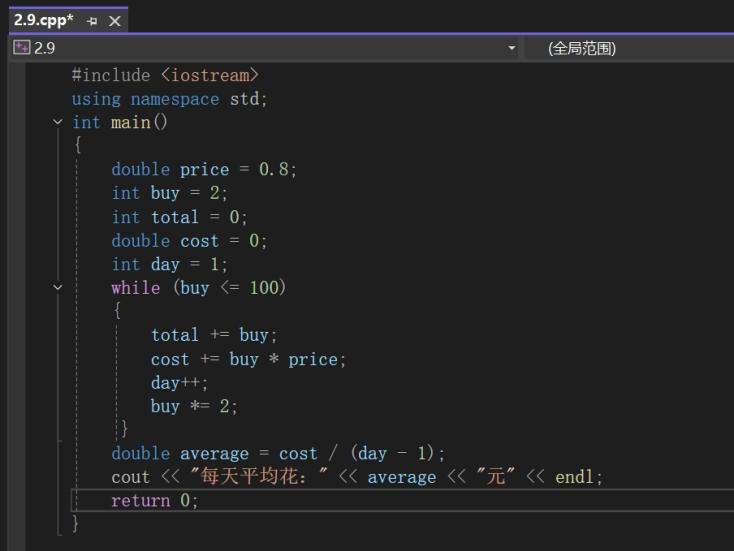 2.9.cpp*
2.9 (全局范围)
#include <iostream>
using namespace std;
int main()
{
double price = 0.8;
int buy = 2;
int total = 0;
double cost = 0;
int day = 1;
while (buy <= 100)
{
total += buy;
cost += buy * price;
day++;
buy *= 2;
}
double average = cost / (day - 1);
cout << "每天平均花：" << average << "元" << endl;
return 0;
}